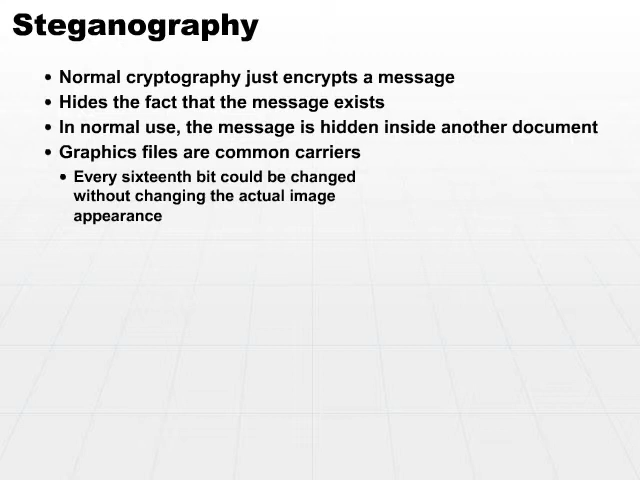 Steganography
• Normal cryptography just encrypts a message
• Hides the fact that the message exists
• In normal use, the message is hidden inside another document
• Graphics files are common carriers
• Every sixteenth bit could be changed
without changing the actual image
appearance